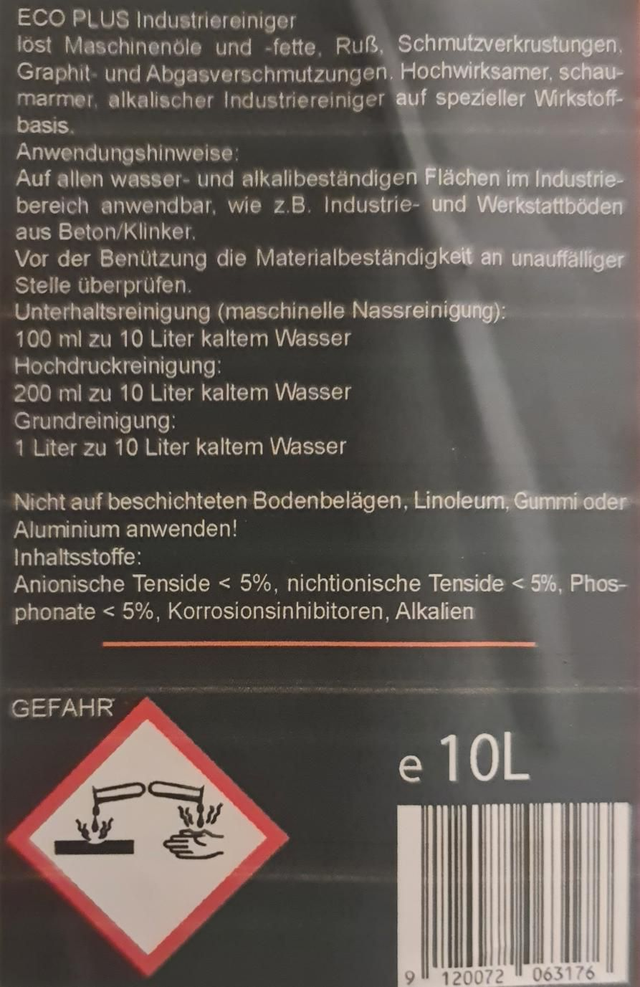 ECO PLUS Industriereiniger
löst Maschinenöle und -fette, Ruß, Schmutzverkrustungen,
Graphit- und Abgasverschmutzungen. Hochwirksamer, schau-
marmer, alkalischer Industriereiniger auf spezieller Wirkstoff-
basis.
Anwendungshinweise:
Auf allen wasser- und alkalibeständigen Flächen im Industrie-
bereich anwendbar, wie z.B. Industrie- und Werkstattböden
aus Beton/Klinker.
Vor der Benützung die Materialbeständigkeit an unauffälliger
Stelle überprüfen.
Unterhaltsreinigung (maschinelle Nassreinigung):
100 ml zu 10 Liter kaltem Wasser
Hochdruckreinigung:
200 ml zu 10 Liter kaltem Wasser
Grundreinigung:
1 Liter zu 10 Liter kaltem Wasser
Nicht auf beschichteten Bodenbelägen, Linoleum, Gummi oder
Aluminium anwenden!
Inhaltsstoffe:
Anionische Tenside < 5%, nichtionische Tenside < 5%, Phos-
phonate < 5%, Korrosionsinhibitoren, Alkalien
GEFAHR
e 10L
9 120072 063176